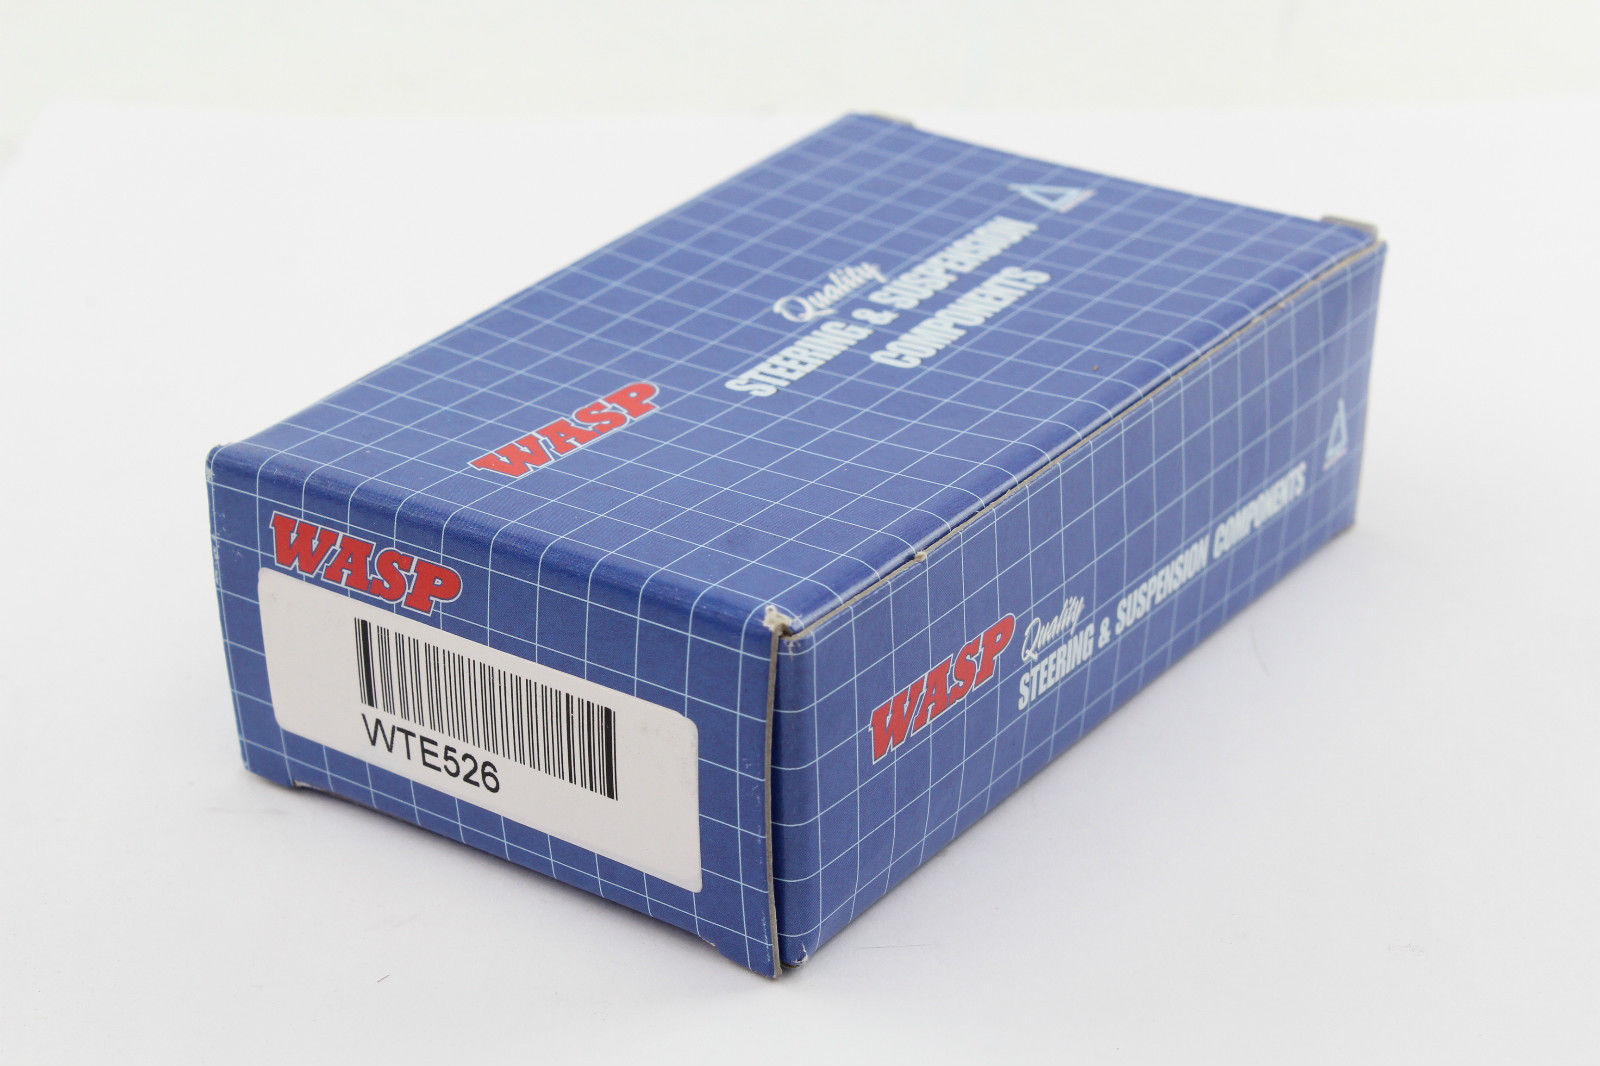 Quality
STEERING & SUSPENSION
COMPONENTS
WASP
WASP
WTE526
WASP
Quality
STEERING & SUSPENSION COMPONENTS